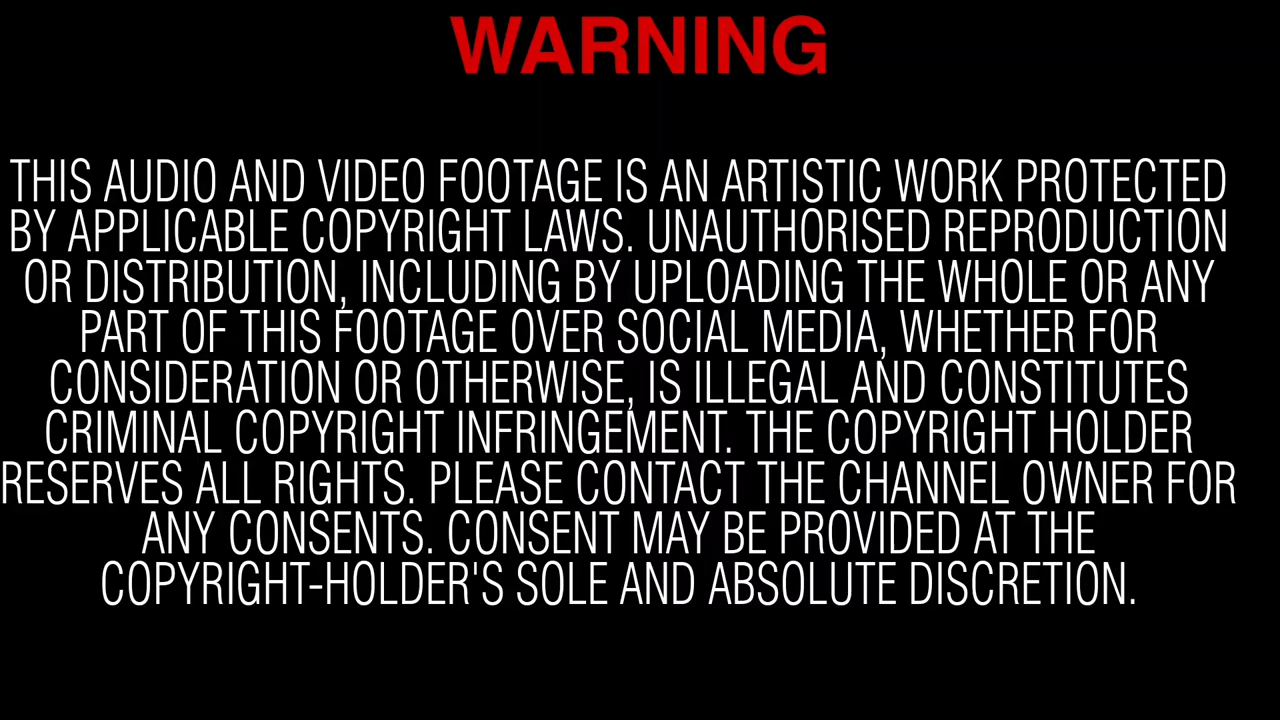 WARNING
THIS AUDIO AND VIDEO FOOTAGE IS AN ARTISTIC WORK PROTECTED
BY APPLICABLE COPYRIGHT LAWS. UNAUTHORISED REPRODUCTION
OR DISTRIBUTION, INCLUDING BY UPLOADING THE WHOLE OR ANY
PART OF THIS FOOTAGE OVER SOCIAL MEDIA, WHETHER FOR
CONSIDERATION OR OTHERWISE, IS ILLEGAL AND CONSTITUTES
CRIMINAL COPYRIGHT INFRINGEMENT. THE COPYRIGHT HOLDER
RESERVES ALL RIGHTS. PLEASE CONTACT THE CHANNEL OWNER FOR
ANY CONSENTS. CONSENT MAY BE PROVIDED AT THE
COPYRIGHT-HOLDER'S SOLE AND ABSOLUTE DISCRETION.